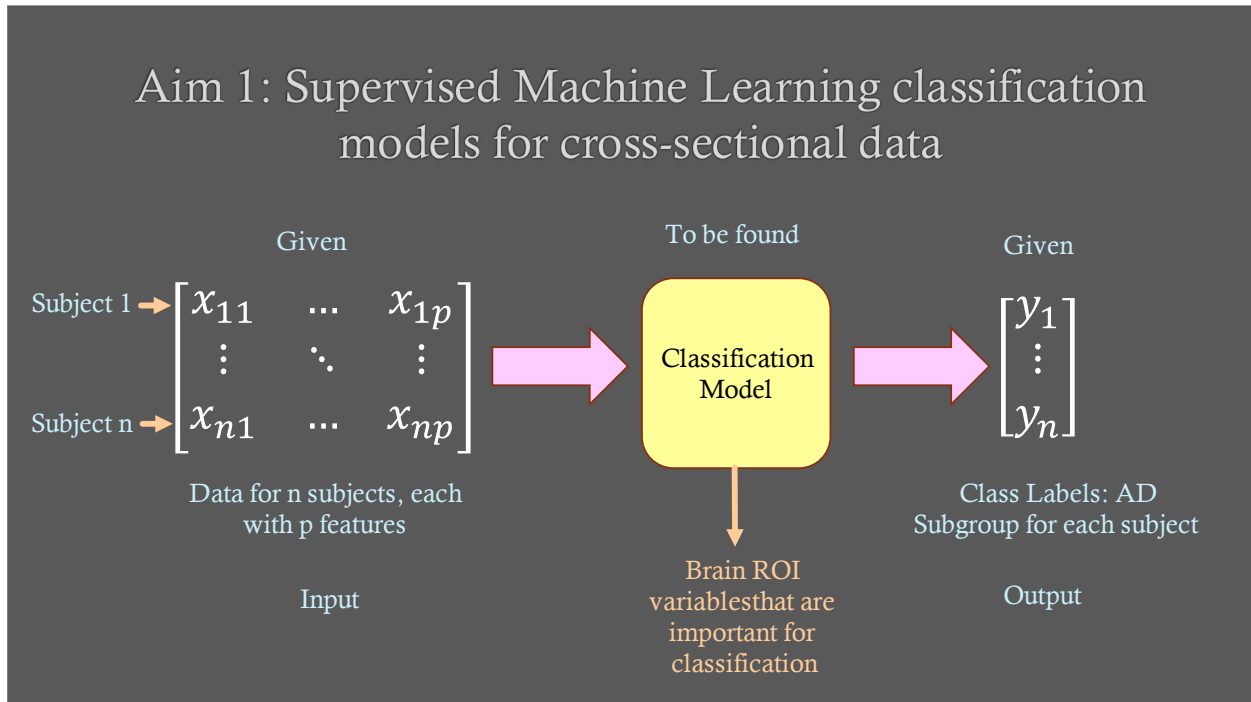 Aim 1: Supervised Machine Learning classification
models for cross-sectional data
Given
To be found
Given
Subject 1
x11 ... x1p
⋮ ⋱ ⋮
Subject n
xn1 ... xnp
Classification
Model
y1
⋮
yn
Data for n subjects, each
with p features
Class Labels: AD
Subgroup for each subject
Brain ROI
variablesthat are
important for
classification
Input
Output